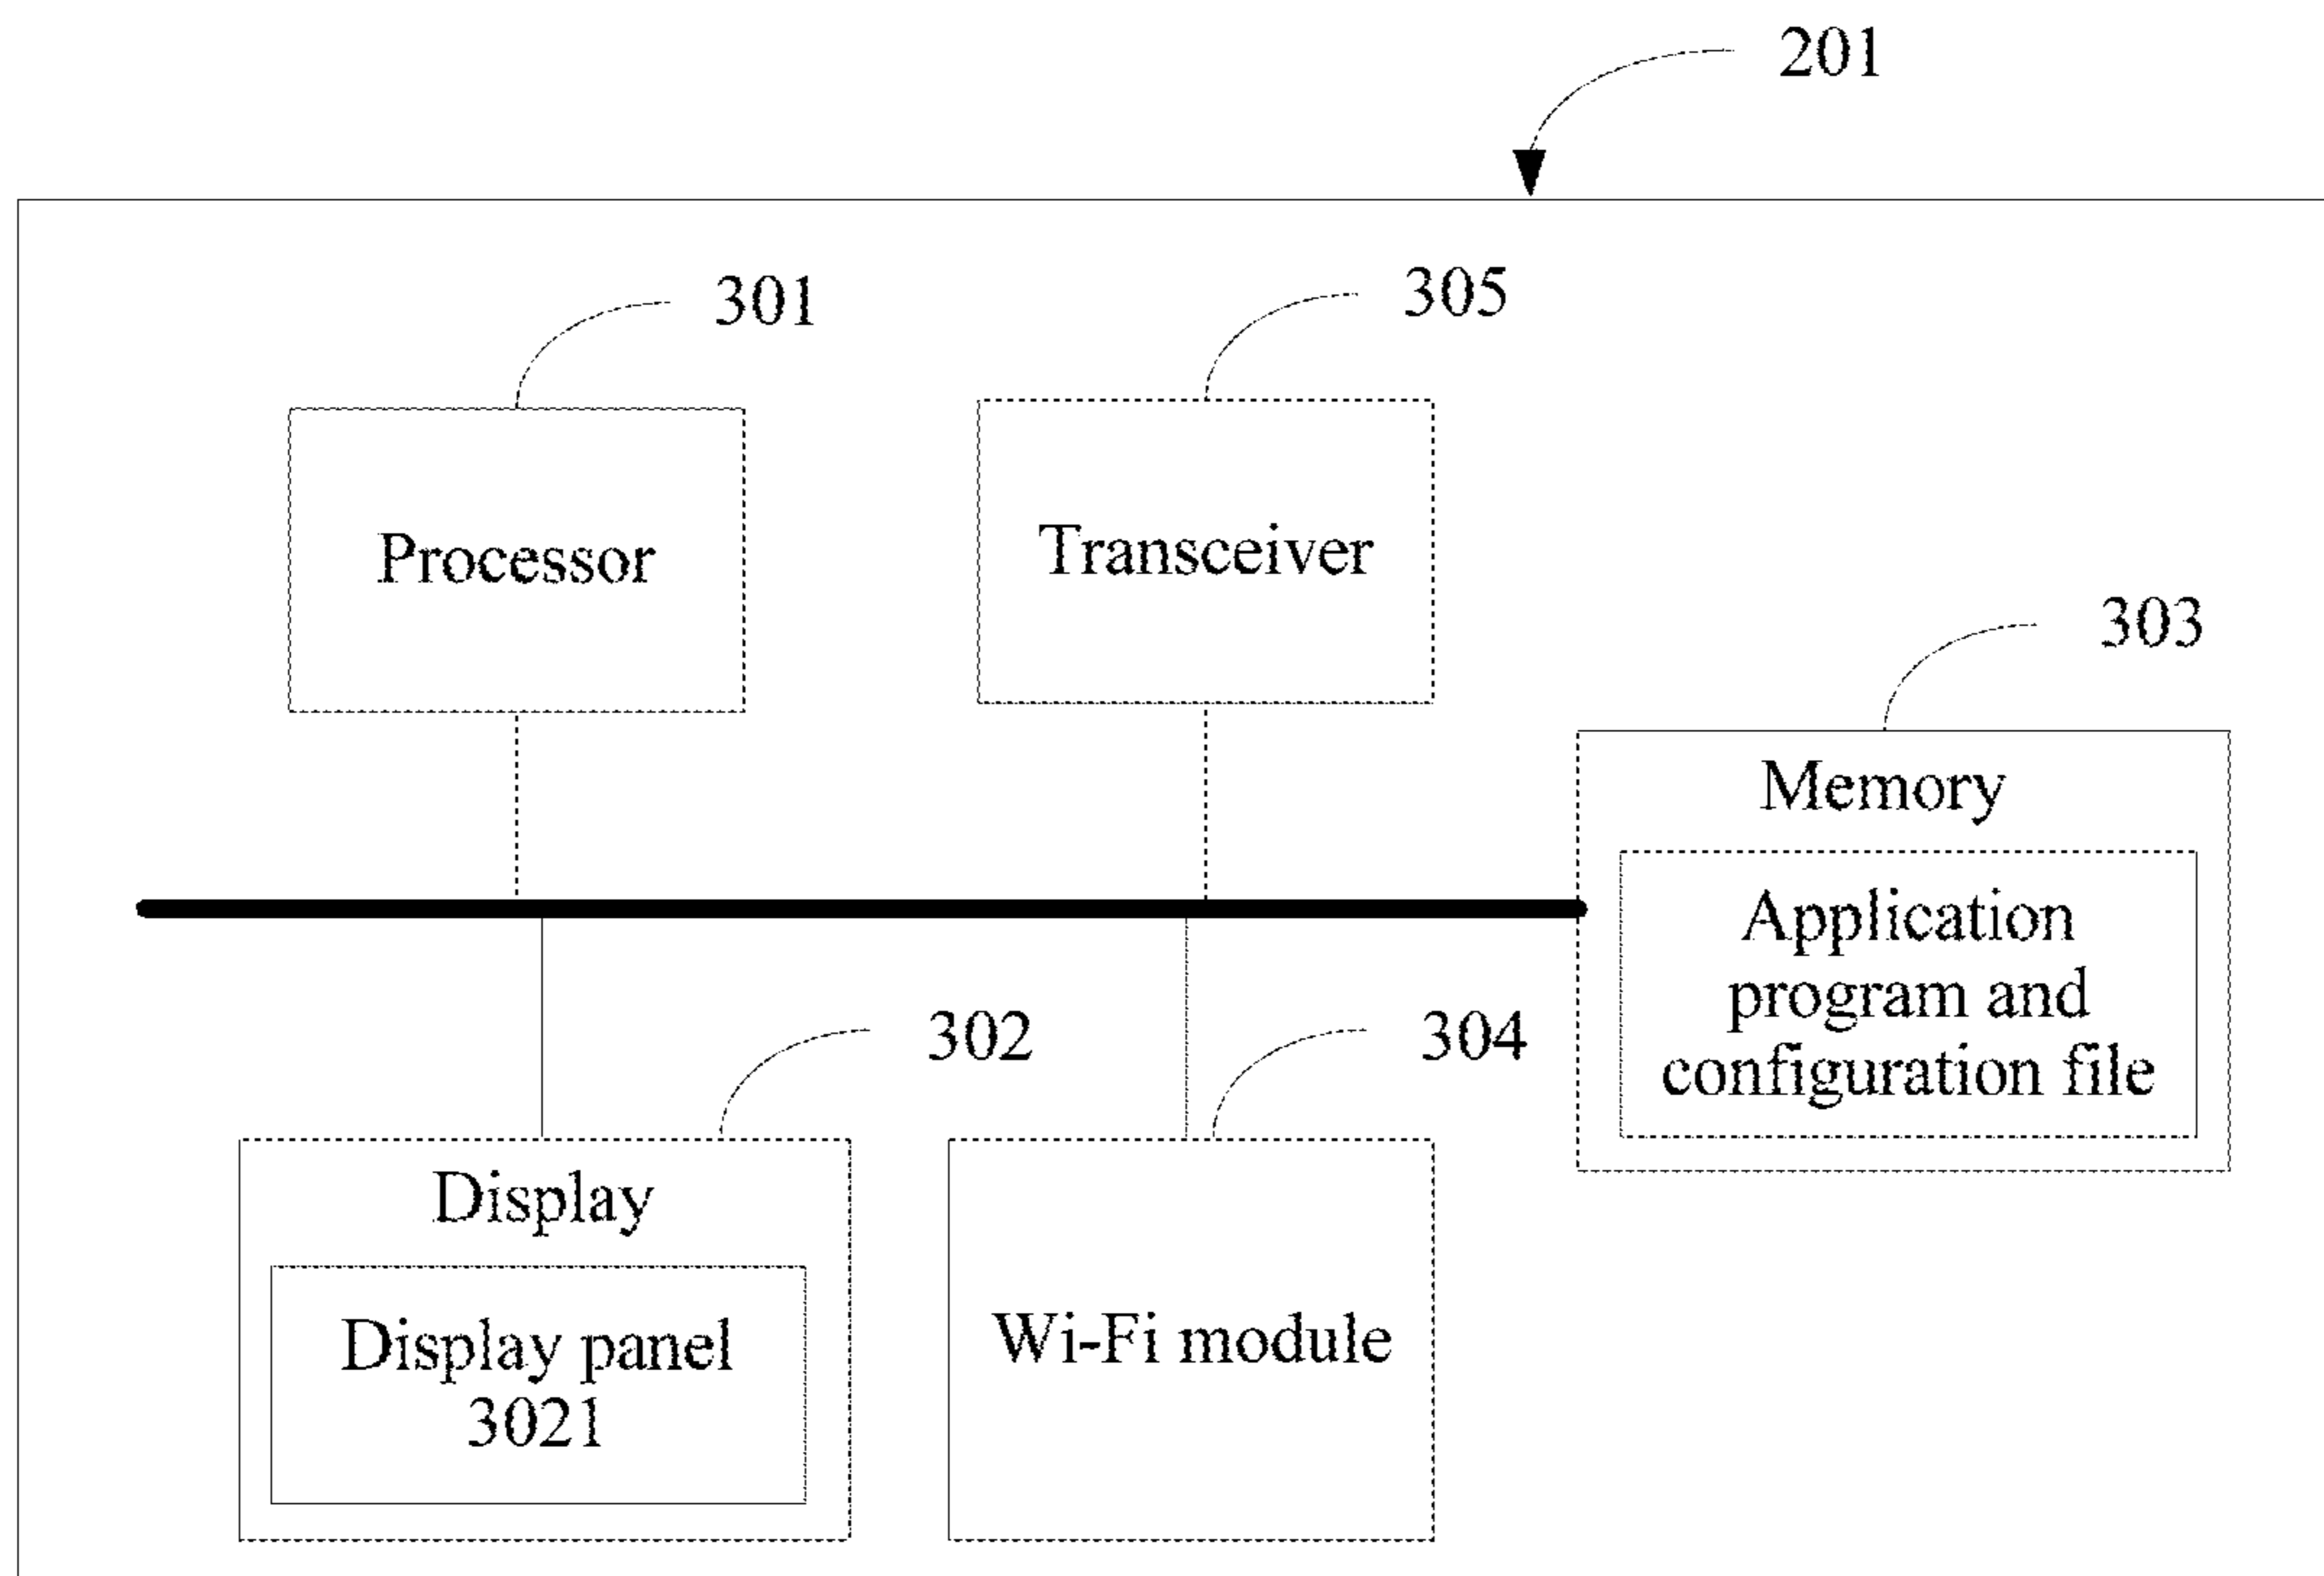 201
301
305
Processor
Transceiver
303
Memory
Application
program and
configuration file
302
304
Display
Display panel
3021
Wi-Fi module